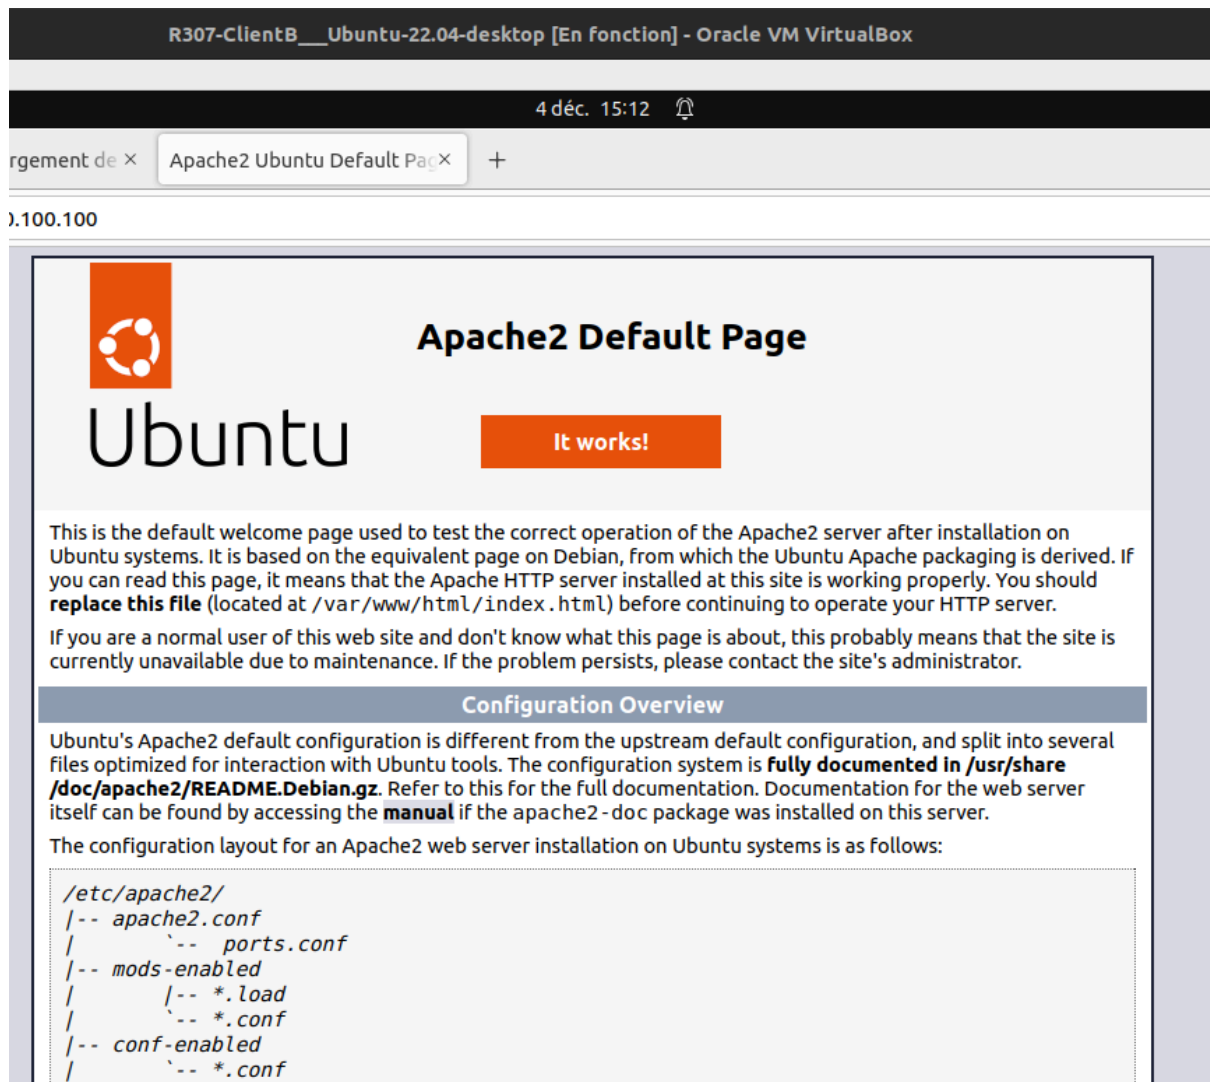 R307-ClientB___Ubuntu-22.04-desktop [En fonction] - Oracle VM VirtualBox
4 déc. 15:12
rgement de × Apache2 Ubuntu Default Pag× +
0.100.100
Apache2 Default Page
Ubuntu
It works!
This is the default welcome page used to test the correct operation of the Apache2 server after installation on
Ubuntu systems. It is based on the equivalent page on Debian, from which the Ubuntu Apache packaging is derived. If
you can read this page, it means that the Apache HTTP server installed at this site is working properly. You should
replace this file (located at /var/www/html/index.html) before continuing to operate your HTTP server.
If you are a normal user of this web site and don't know what this page is about, this probably means that the site is
currently unavailable due to maintenance. If the problem persists, please contact the site's administrator.
Configuration Overview
Ubuntu's Apache2 default configuration is different from the upstream default configuration, and split into several
files optimized for interaction with Ubuntu tools. The configuration system is fully documented in /usr/share
/doc/apache2/README.Debian.gz. Refer to this for the full documentation. Documentation for the web server
itself can be found by accessing the manual if the apache2-doc package was installed on this server.
The configuration layout for an Apache2 web server installation on Ubuntu systems is as follows:
/etc/apache2/
|-- apache2.conf
|       `--  ports.conf
|-- mods-enabled
|       |-- *.load
|       `-- *.conf
|-- conf-enabled
|       `-- *.conf